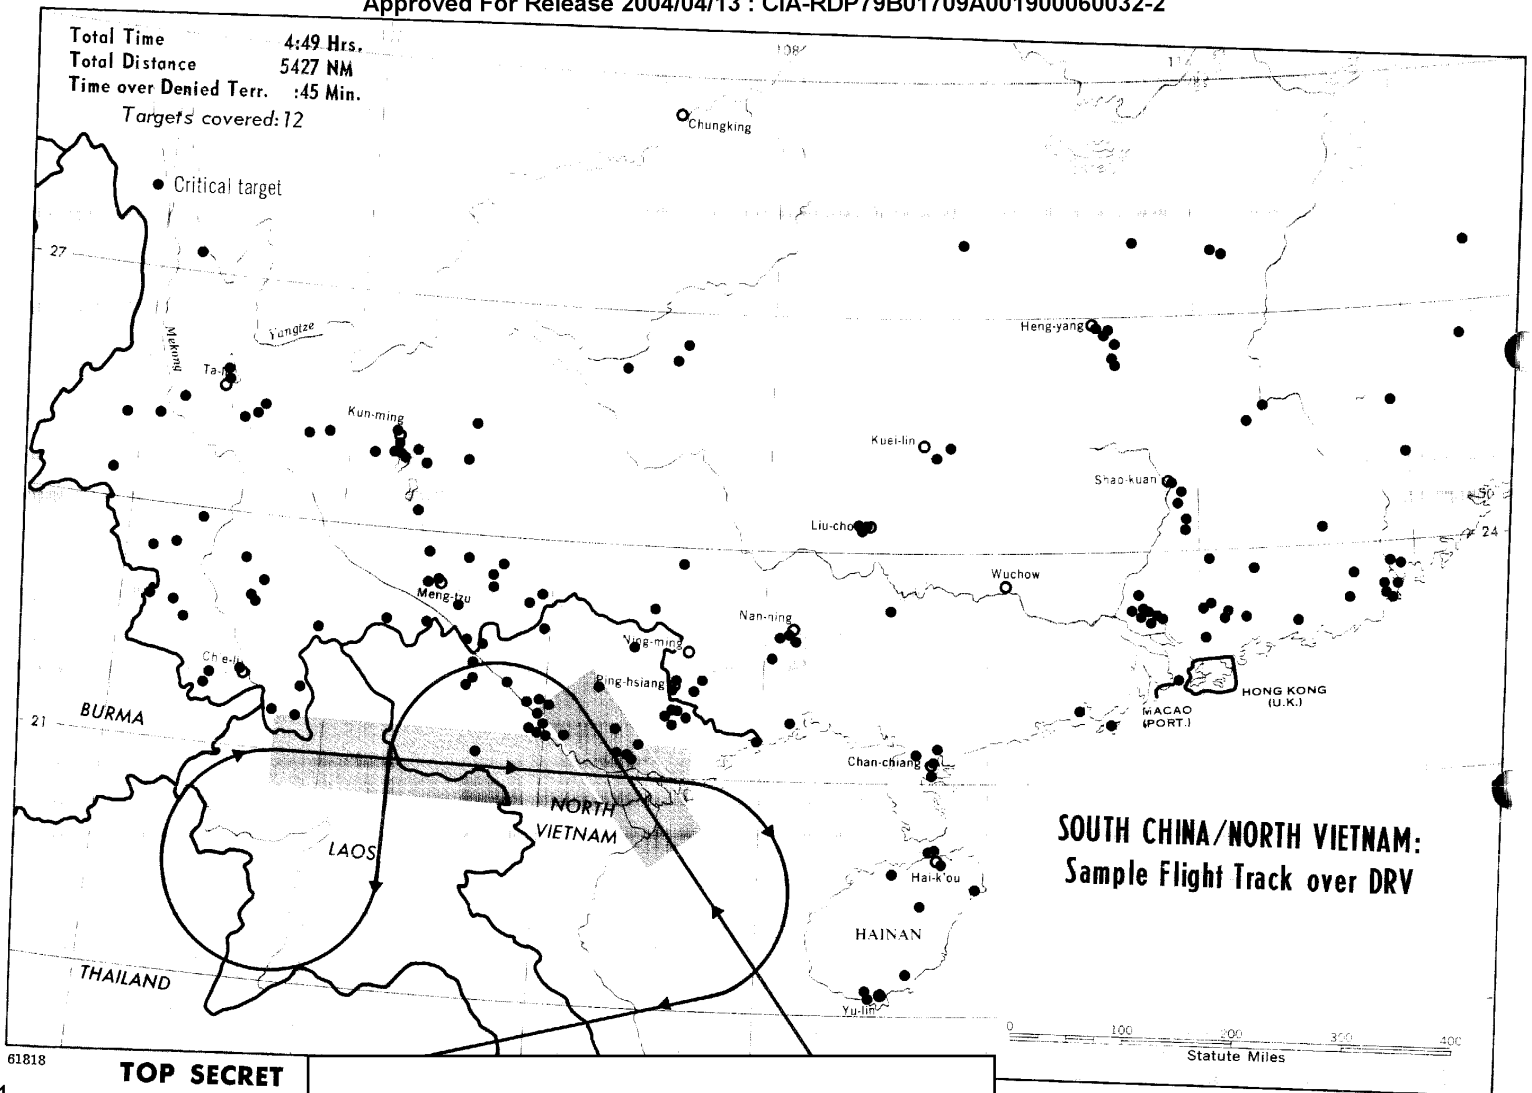 Approved For Release 2004/04/13 : CIA-RDP79B01709A001900060032-2
Total Time 4:49 Hrs.
Total Distance 5427 NM
Time over Denied Terr. :45 Min.
Targets covered: 12
Critical target
108
Chungking
27
Mekong
Yangtze
Heng-yang
Kun-ming
Kuei-lin
Shao-kuan
Liu-cho
24
Meng-tzu
Wuchow
Nan-ning
Ning-ming
Ping-hsiang
HONG KONG
(U.K.)
MACAO
(PORT.)
BURMA
21
Chan-chiang
NORTH
VIETNAM
LAOS
SOUTH CHINA/NORTH VIETNAM:
Sample Flight Track over DRV
Hai-k'ou
HAINAN
THAILAND
Yu-lin
0 100 200 300 400
Statute Miles
61818
TOP SECRET